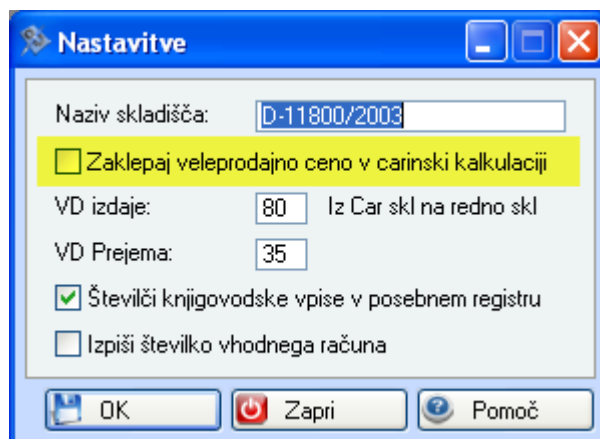 Nastavitve
Naziv skladišča: D-11800/2003
Zaklepaj veleprodajno ceno v carinski kalkulaciji
VD izdaje: 80 Iz Car skl na redno skl
VD Prejema: 35
Številči knjigovodske vpise v posebnem registru
Izpiši številko vhodnega računa
OK Zapri Pomoč